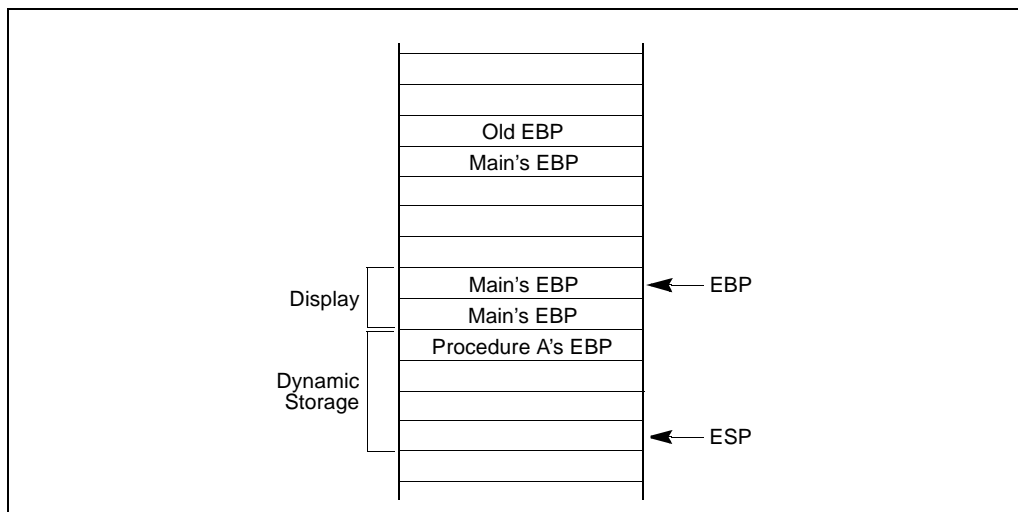 Old EBP
Main’s EBP
Main’s EBP
EBP
Display
Main’s EBP
Procedure A’s EBP
Dynamic
Storage
ESP